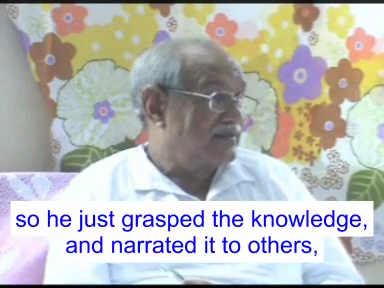 so he just grasped the knowledge,
and narrated it to others,